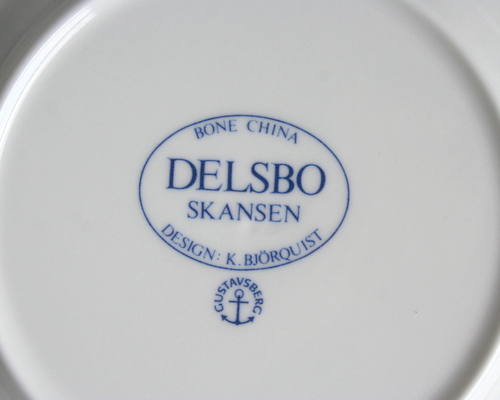 BONE CHINA
DELSBO
SKANSEN
DESIGN: K. BJÖRQUIST
GUSTAVSBERG